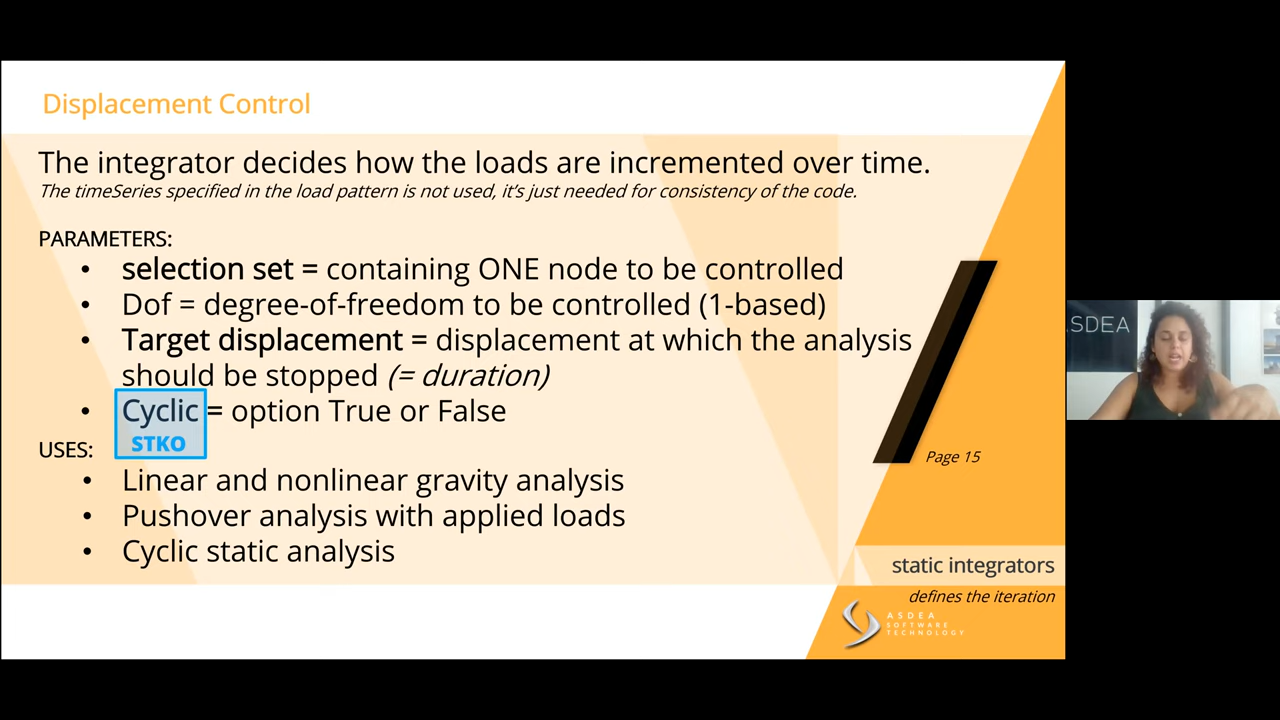 Displacement Control
The integrator decides how the loads are incremented over time.
The timeSeries specified in the load pattern is not used, it's just needed for consistency of the code.
PARAMETERS:
• selection set = containing ONE node to be controlled
• Dof = degree-of-freedom to be controlled (1-based)
• Target displacement = displacement at which the analysis
should be stopped (= duration)
• Cyclic = option True or False
STKO
USES:
• Linear and nonlinear gravity analysis
• Pushover analysis with applied loads
• Cyclic static analysis
Page 15
static integrators
defines the iteration
ASDEA
SOFTWARE
TECHNOLOGY
ASDEA